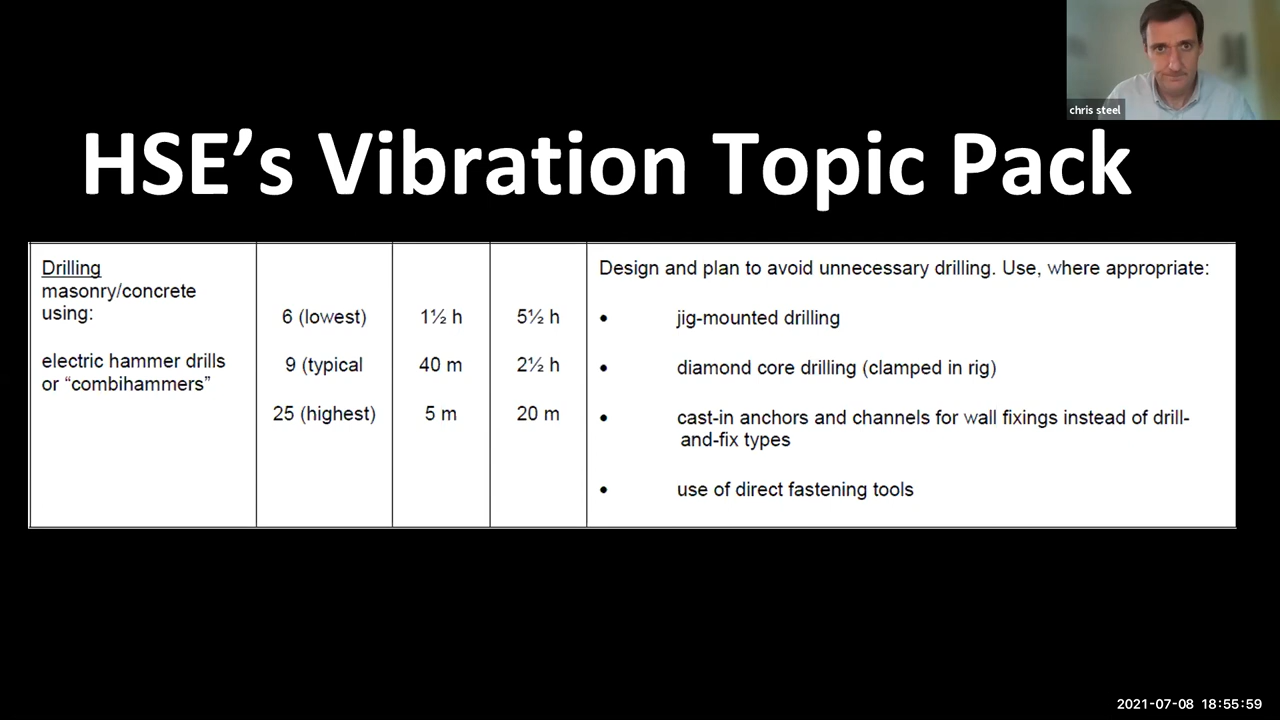 chris steel
HSE’s Vibration Topic Pack
Drilling
masonry/concrete
using:
electric hammer drills
or “combihammers”
6 (lowest)
9 (typical
25 (highest)
1½ h
40 m
5 m
5½ h
2½ h
20 m
Design and plan to avoid unnecessary drilling. Use, where appropriate:
• jig-mounted drilling
• diamond core drilling (clamped in rig)
• cast-in anchors and channels for wall fixings instead of drill-
and-fix types
• use of direct fastening tools
2021-07-08 18:55:59